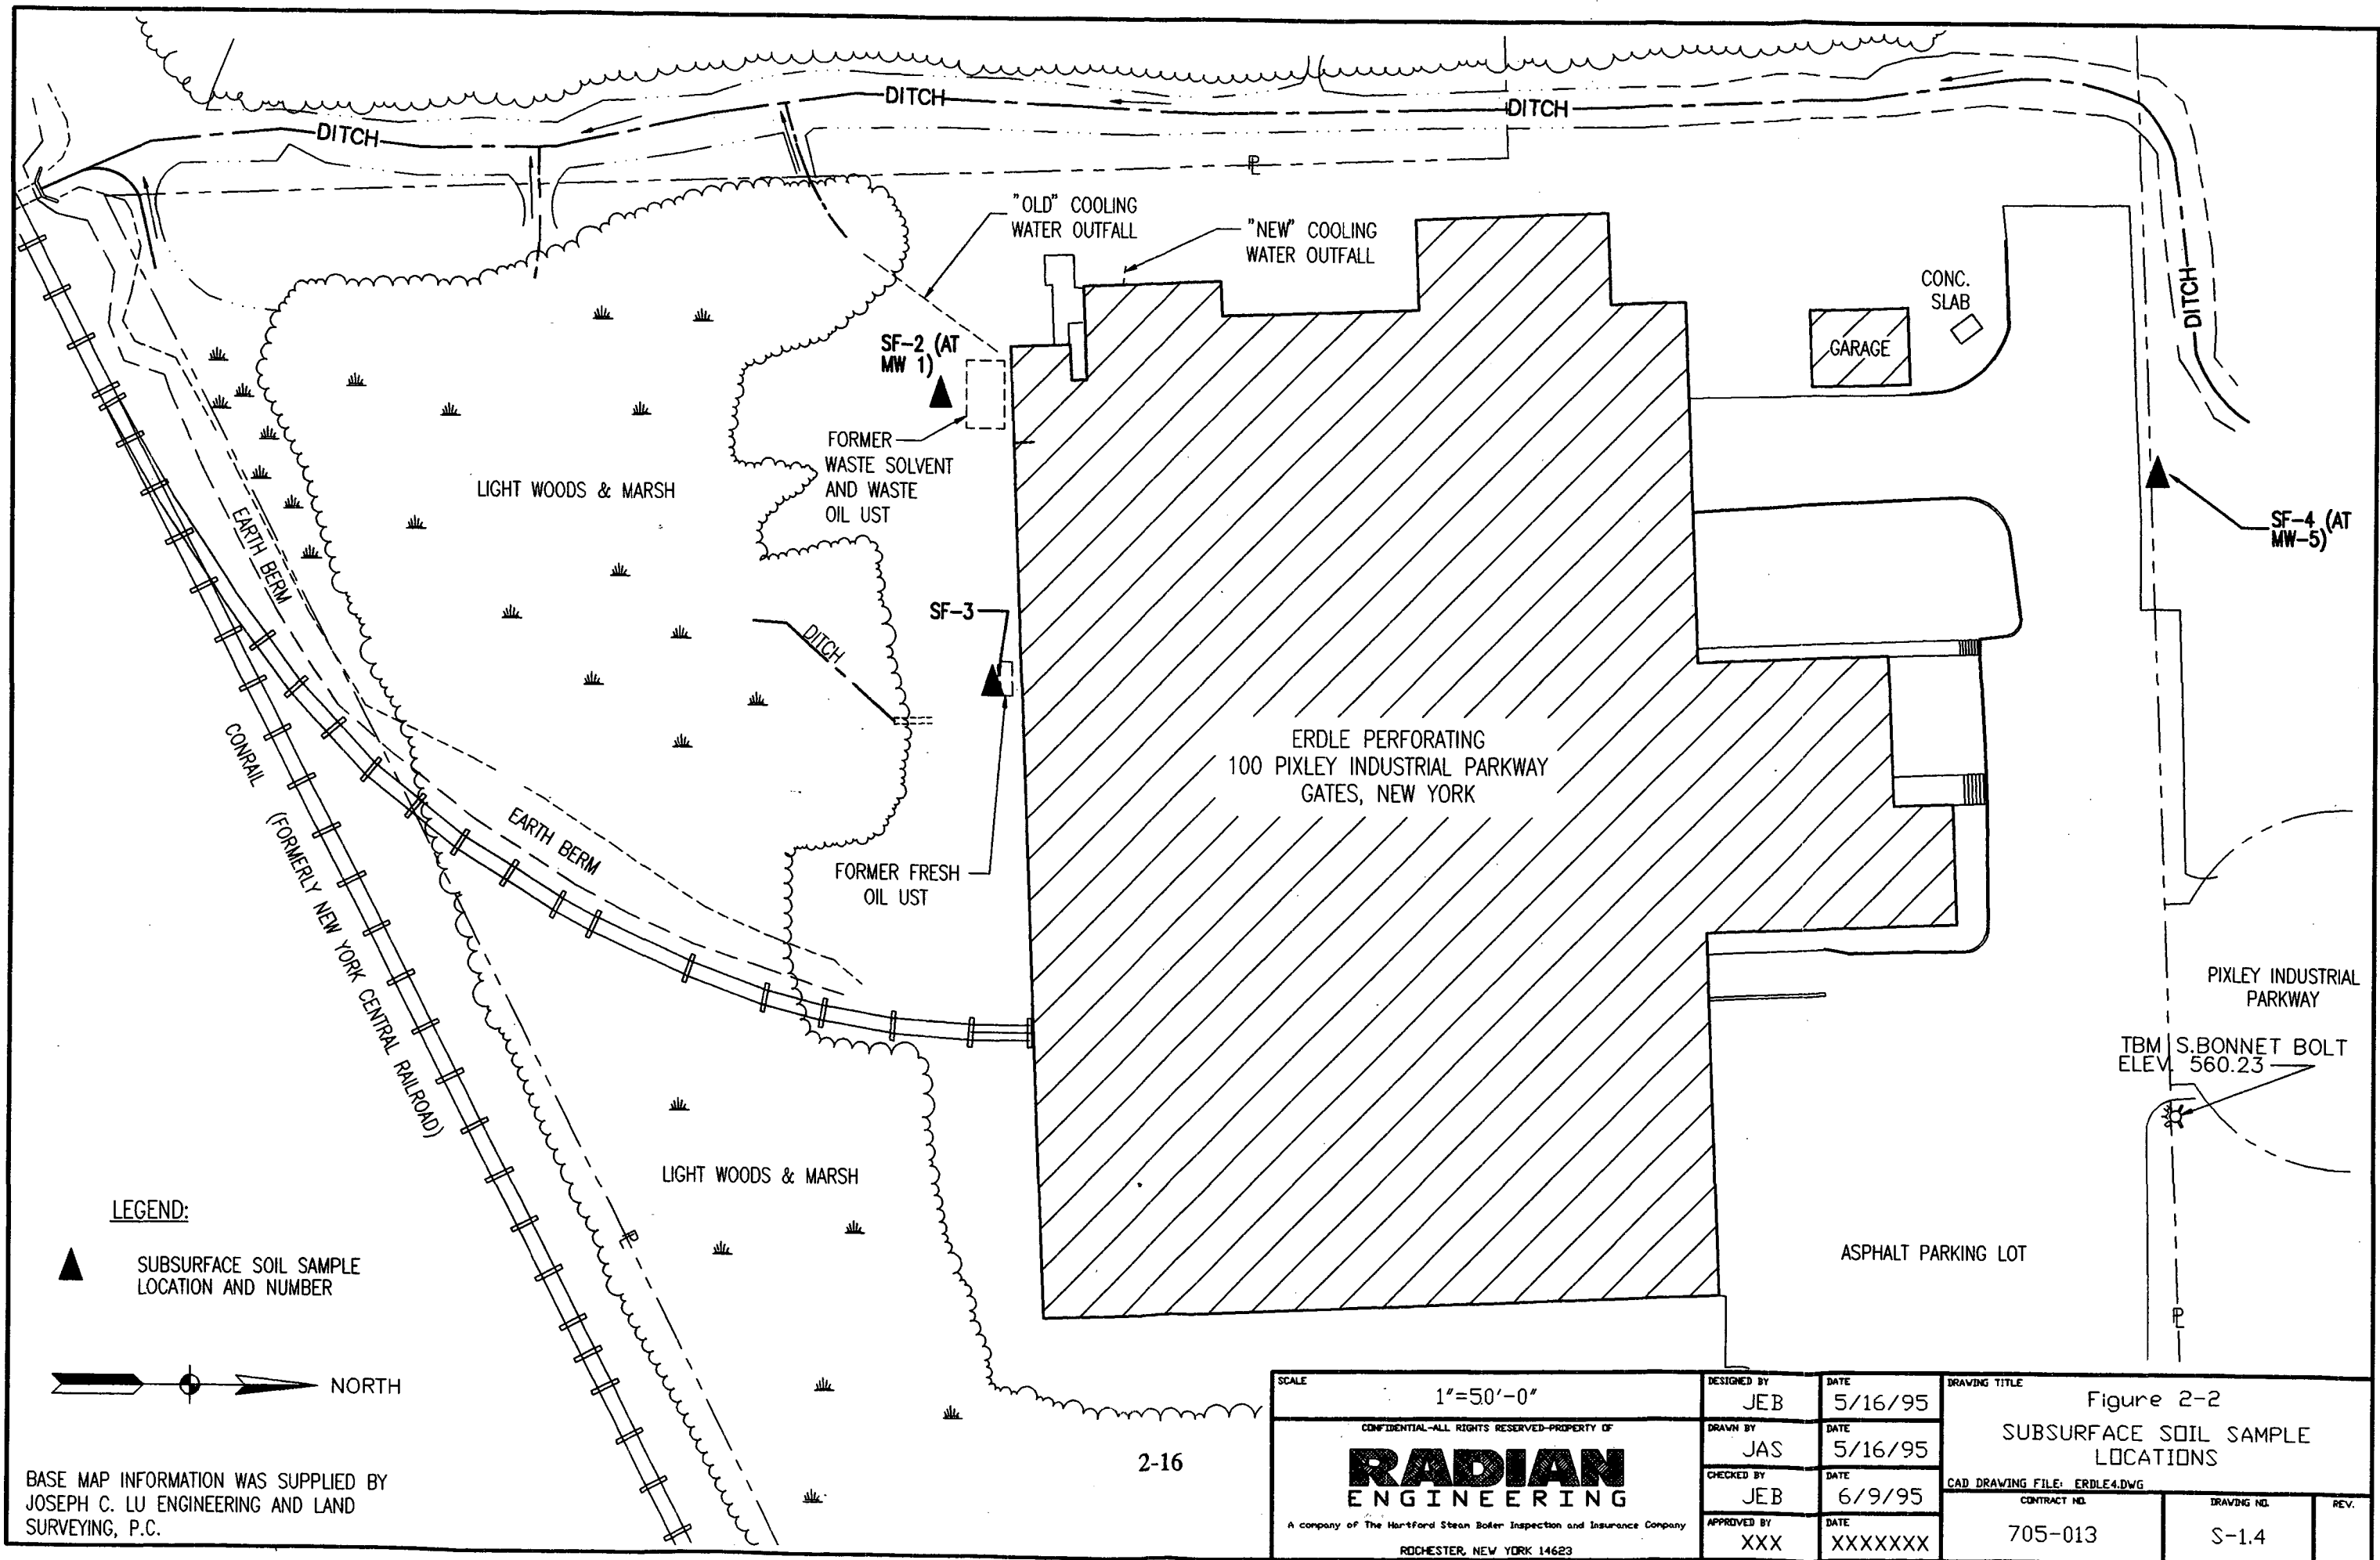 DITCH
DITCH
DITCH
DITCH
PL
"OLD" COOLING
WATER OUTFALL
"NEW" COOLING
WATER OUTFALL
CONC.
SLAB
GARAGE
SF-2 (AT
MW 1)
FORMER
WASTE SOLVENT
AND WASTE
OIL UST
LIGHT WOODS & MARSH
EARTH BERM
SF-4 (AT
MW-5)
SF-3
DITCH
ERDLE PERFORATING
100 PIXLEY INDUSTRIAL PARKWAY
GATES, NEW YORK
CONRAIL (FORMERLY NEW YORK CENTRAL RAILROAD)
EARTH BERM
FORMER FRESH
OIL UST
PIXLEY INDUSTRIAL
PARKWAY
TBM S.BONNET BOLT
ELEV. 560.23
LIGHT WOODS & MARSH
PL
ASPHALT PARKING LOT
PL
LEGEND:
SUBSURFACE SOIL SAMPLE
LOCATION AND NUMBER
NORTH
BASE MAP INFORMATION WAS SUPPLIED BY
JOSEPH C. LU ENGINEERING AND LAND
SURVEYING, P.C.
2-16
SCALE
1"=50'-0"
CONFIDENTIAL-ALL RIGHTS RESERVED-PROPERTY OF
RADIAN
ENGINEERING
A company of The Hartford Steam Boiler Inspection and Insurance Company
ROCHESTER, NEW YORK 14623
DESIGNED BY
JEB
DATE
5/16/95
DRAWN BY
JAS
DATE
5/16/95
CHECKED BY
JEB
DATE
6/9/95
APPROVED BY
XXX
DATE
XXXXXXX
DRAWING TITLE
Figure 2-2
SUBSURFACE SOIL SAMPLE
LOCATIONS
CAD DRAWING FILE: ERDLE4.DWG
CONTRACT NO.
705-013
DRAWING NO.
S-1.4
REV.